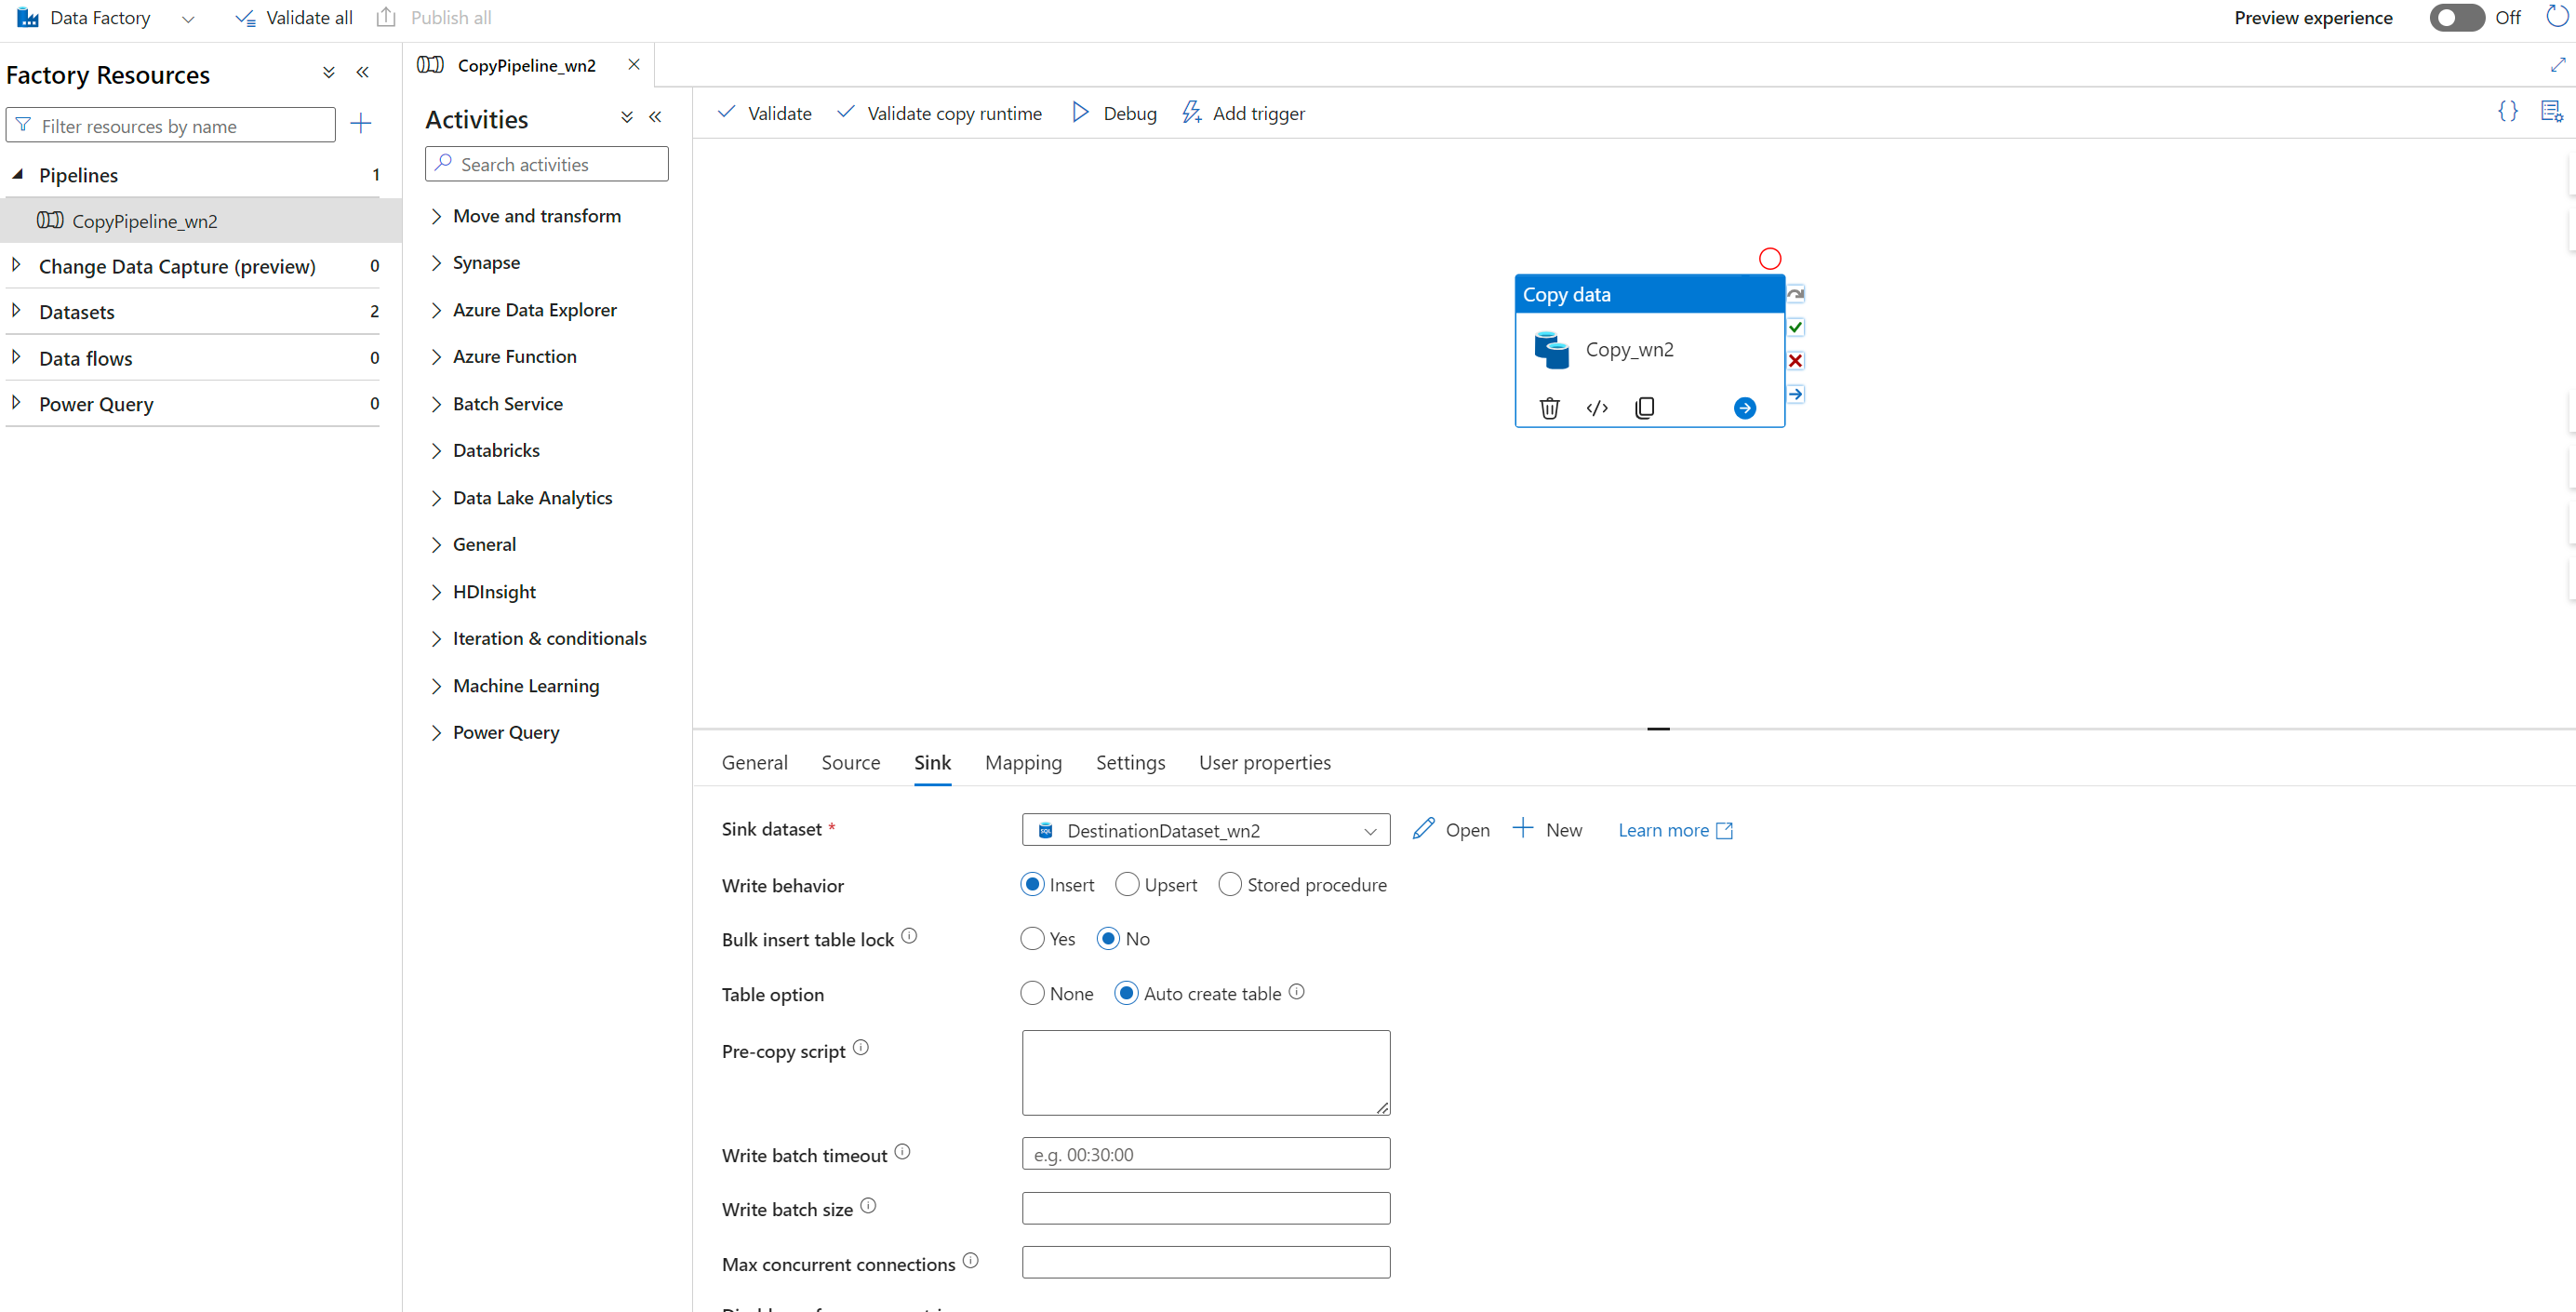 Data Factory
Validate all
Publish all
Preview experience
Off
Factory Resources
Filter resources by name
Pipelines 1
CopyPipeline_wn2
Change Data Capture (preview) 0
Datasets 2
Data flows 0
Power Query 0
CopyPipeline_wn2
Activities
Search activities
Move and transform
Synapse
Azure Data Explorer
Azure Function
Batch Service
Databricks
Data Lake Analytics
General
HDInsight
Iteration & conditionals
Machine Learning
Power Query
Validate
Validate copy runtime
Debug
Add trigger
Copy data
Copy_wn2
General Source Sink Mapping Settings User properties
Sink dataset * SQL DestinationDataset_wn2 Open New Learn more
Write behavior Insert Upsert Stored procedure
Bulk insert table lock Yes No
Table option None Auto create table
Pre-copy script
Write batch timeout e.g. 00:30:00
Write batch size
Max concurrent connections